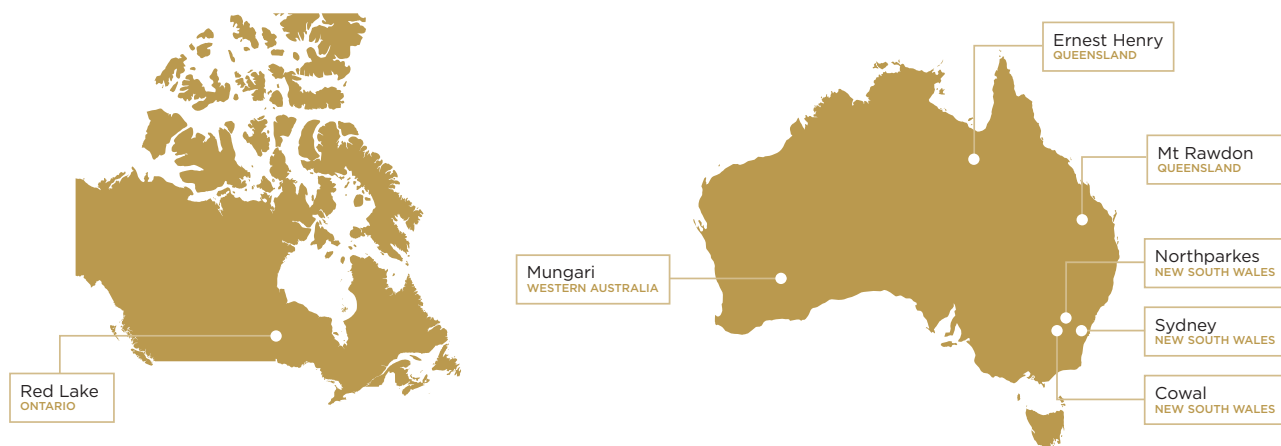 Red Lake
ONTARIO
Mungari
WESTERN AUSTRALIA
Ernest Henry
QUEENSLAND
Mt Rawdon
QUEENSLAND
Northparkes
NEW SOUTH WALES
Sydney
NEW SOUTH WALES
Cowal
NEW SOUTH WALES